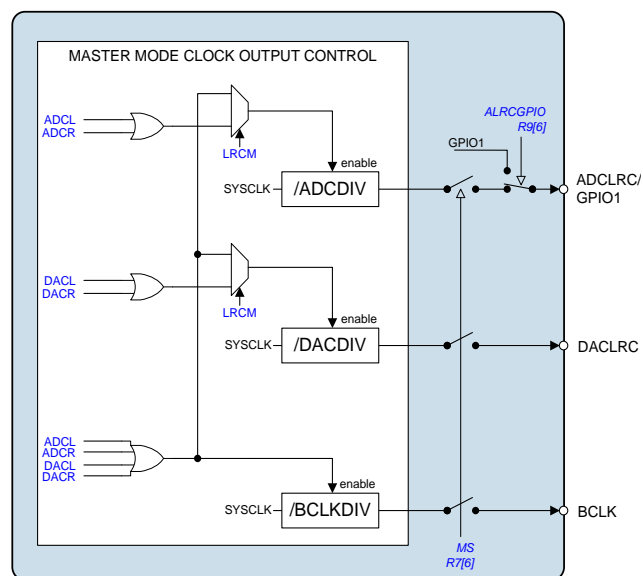 MASTER MODE CLOCK OUTPUT CONTROL
ADCL
ADCR
LRCM
enable
SYSCLK
/ADCDIV
GPIO1
ALRCGPIO
R9[6]
ADCLRC/
GPIO1
DACL
DACR
LRCM
enable
SYSCLK
/DACDIV
DACLRC
ADCL
ADCR
DACL
DACR
enable
SYSCLK
/BCLKDIV
BCLK
MS
R7[6]